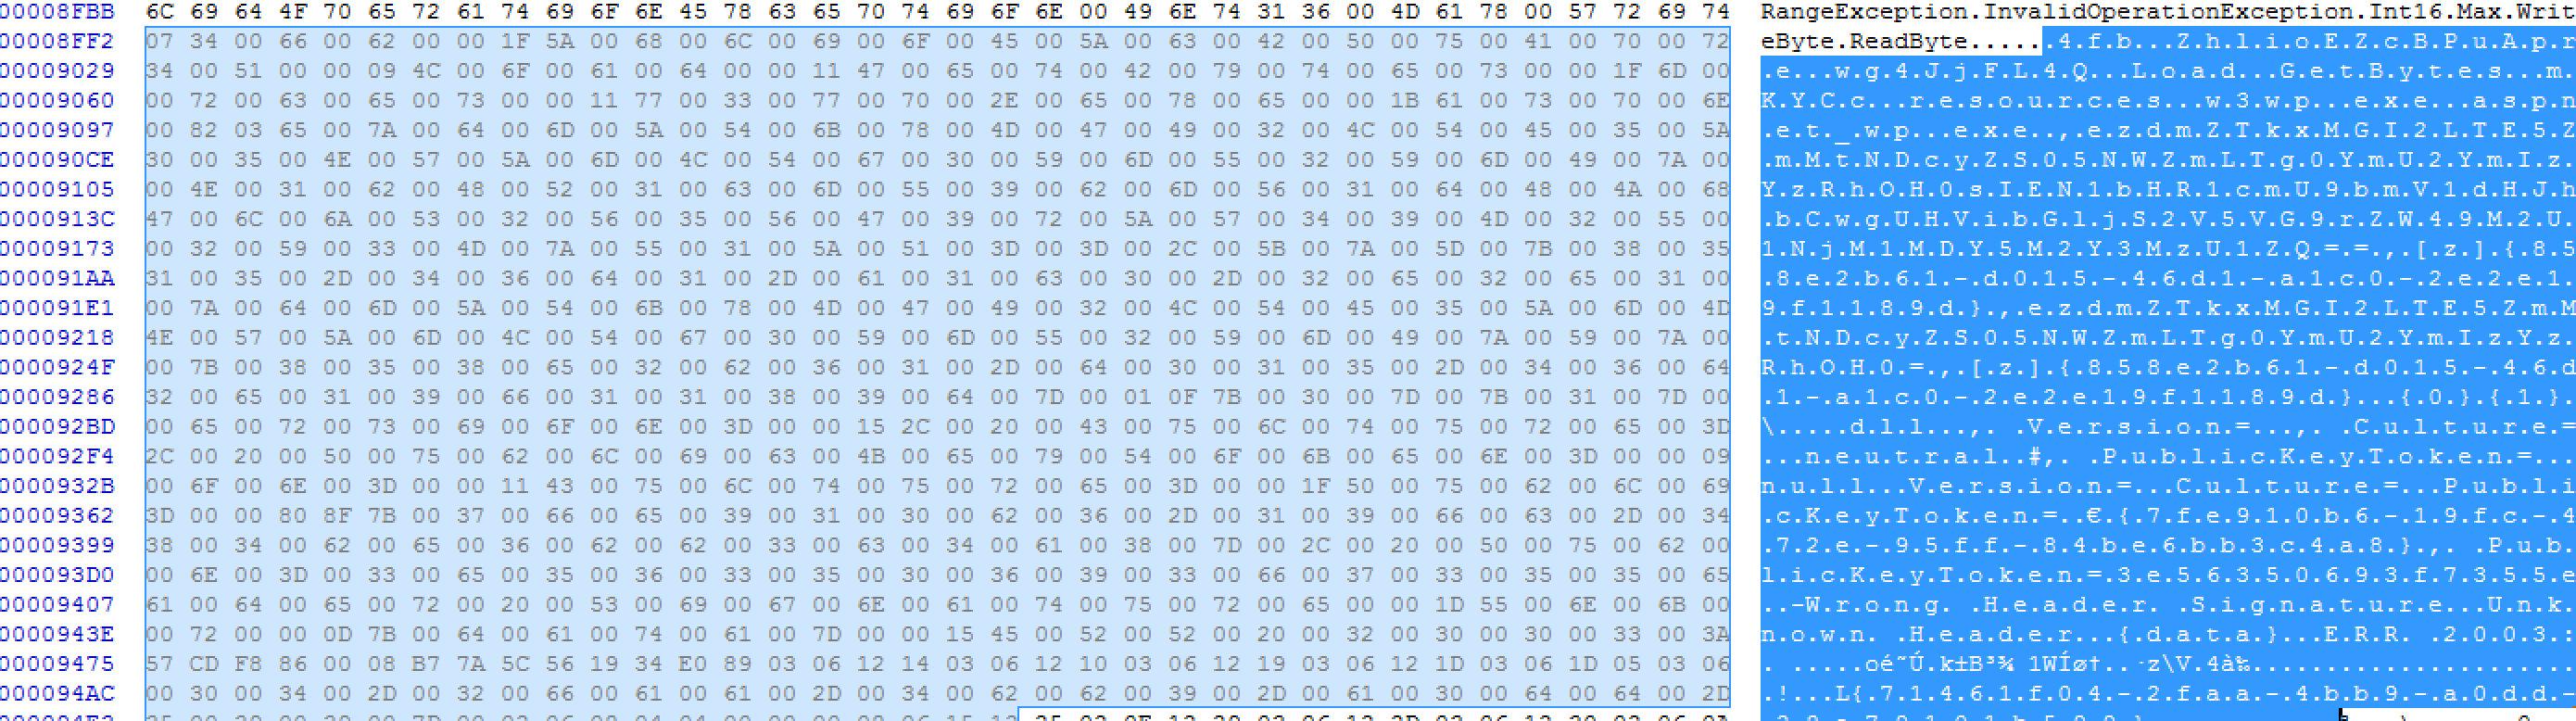 00008FBB 6C 69 64 4F 70 65 72 61 74 69 6F 6E 45 78 63 65 70 74 69 6F 6E 00 49 6E 74 31 36 00 4D 61 78 00 57 72 69 74 RangeException.InvalidOperationException.Int16.Max.Writ
00008FF2 07 34 00 66 00 62 00 00 1F 5A 00 68 00 6C 00 69 00 6F 00 45 00 5A 00 63 00 42 00 50 00 75 00 41 00 70 00 72 eByte.ReadByte......4.f.b...Z.h.l.i.o.E.Z.c.B.P.u.A.p.r
00009029 34 00 51 00 00 09 4C 00 6F 00 61 00 64 00 00 11 47 00 65 00 74 00 42 00 79 00 74 00 65 00 73 00 00 1F 6D 00 .e...w.g.4.J.j.F.L.4.Q...L.o.a.d...G.e.t.B.y.t.e.s...m.
00009060 00 72 00 63 00 65 00 73 00 00 11 77 00 33 00 77 00 70 00 2E 00 65 00 78 00 65 00 00 1B 61 00 73 00 70 00 6E K.Y.C.c...r.e.s.o.u.r.c.e.s...w.3.w.p...e.x.e...a.s.p.n
00009097 00 82 03 65 00 7A 00 64 00 6D 00 5A 00 54 00 6B 00 78 00 4D 00 47 00 49 00 32 00 4C 00 54 00 45 00 35 00 5A .e.t._.w.p...e.x.e..‚.e.z.d.m.Z.T.k.x.M.G.I.2.L.T.E.5.Z
000090CE 30 00 35 00 4E 00 57 00 5A 00 6D 00 4C 00 54 00 67 00 30 00 59 00 6D 00 55 00 32 00 59 00 6D 00 49 00 7A 00 .m.M.t.N.D.c.y.Z.S.0.5.N.W.Z.m.L.T.g.0.Y.m.U.2.Y.m.I.z.
00009105 00 4E 00 31 00 62 00 48 00 52 00 31 00 63 00 6D 00 55 00 39 00 62 00 6D 00 56 00 31 00 64 00 48 00 4A 00 68 Y.z.R.h.O.H.0.s.I.E.N.1.b.H.R.1.c.m.U.9.b.m.V.1.d.H.J.h
0000913C 47 00 6C 00 6A 00 53 00 32 00 56 00 35 00 56 00 47 00 39 00 72 00 5A 00 57 00 34 00 39 00 4D 00 32 00 55 00 .b.C.w.g.U.H.V.i.b.G.l.j.S.2.V.5.V.G.9.r.Z.W.4.9.M.2.U.
00009173 00 32 00 59 00 33 00 4D 00 7A 00 55 00 31 00 5A 00 51 00 3D 00 3D 00 2C 00 5B 00 7A 00 5D 00 7B 00 38 00 35 1.N.j.M.1.M.D.Y.5.M.2.Y.3.M.z.U.1.Z.Q.=.=.,.[.z.].{.8.5
000091AA 31 00 35 00 2D 00 34 00 36 00 64 00 31 00 2D 00 61 00 31 00 63 00 30 00 2D 00 32 00 65 00 32 00 65 00 31 00 .8.e.2.b.6.1.-.d.0.1.5.-.4.6.d.1.-.a.1.c.0.-.2.e.2.e.1.
000091E1 00 7A 00 64 00 6D 00 5A 00 54 00 6B 00 78 00 4D 00 47 00 49 00 32 00 4C 00 54 00 45 00 35 00 5A 00 6D 00 4D 9.f.1.1.8.9.d.}.,.e.z.d.m.Z.T.k.x.M.G.I.2.L.T.E.5.Z.m.M
00009218 4E 00 57 00 5A 00 6D 00 4C 00 54 00 67 00 30 00 59 00 6D 00 55 00 32 00 59 00 6D 00 49 00 7A 00 59 00 7A 00 .t.N.D.c.y.Z.S.0.5.N.W.Z.m.L.T.g.0.Y.m.U.2.Y.m.I.z.Y.z.
0000924F 00 7B 00 38 00 35 00 38 00 65 00 32 00 62 00 36 00 31 00 2D 00 64 00 30 00 31 00 35 00 2D 00 34 00 36 00 64 R.h.O.H.0.=.,.[.z.].{.8.5.8.e.2.b.6.1.-.d.0.1.5.-.4.6.d
00009286 32 00 65 00 31 00 39 00 66 00 31 00 31 00 38 00 39 00 64 00 7D 00 01 0F 7B 00 30 00 7D 00 7B 00 31 00 7D 00 .1.-.a.1.c.0.-.2.e.2.e.1.9.f.1.1.8.9.d.}...{.0.}.{.1.}.
000092BD 00 65 00 72 00 73 00 69 00 6F 00 6E 00 3D 00 00 15 2C 00 20 00 43 00 75 00 6C 00 74 00 75 00 72 00 65 00 3D \.....d.l.l...,. .V.e.r.s.i.o.n.=...,. .C.u.l.t.u.r.e.=
000092F4 2C 00 20 00 50 00 75 00 62 00 6C 00 69 00 63 00 4B 00 65 00 79 00 54 00 6F 00 6B 00 65 00 6E 00 3D 00 00 09 ...n.e.u.t.r.a.l..#,. .P.u.b.l.i.c.K.e.y.T.o.k.e.n.=...
0000932B 00 6F 00 6E 00 3D 00 00 11 43 00 75 00 6C 00 74 00 75 00 72 00 65 00 3D 00 00 1F 50 00 75 00 62 00 6C 00 69 n.u.l.l...V.e.r.s.i.o.n.=...C.u.l.t.u.r.e.=...P.u.b.l.i
00009362 3D 00 00 80 8F 7B 00 37 00 66 00 65 00 39 00 31 00 30 00 62 00 36 00 2D 00 31 00 39 00 66 00 63 00 2D 00 34 .c.K.e.y.T.o.k.e.n.=..€.{.7.f.e.9.1.0.b.6.-.1.9.f.c.-.4
00009399 38 00 34 00 62 00 65 00 36 00 62 00 62 00 33 00 63 00 34 00 61 00 38 00 7D 00 2C 00 20 00 50 00 75 00 62 00 .7.2.e.-.9.5.f.f.-.8.4.b.e.6.b.b.3.c.4.a.8.}.,. .P.u.b.
000093D0 00 6E 00 3D 00 33 00 65 00 35 00 36 00 33 00 35 00 30 00 36 00 39 00 33 00 66 00 37 00 33 00 35 00 35 00 65 l.i.c.K.e.y.T.o.k.e.n.=.3.e.5.6.3.5.0.6.9.3.f.7.3.5.5.e
00009407 61 00 64 00 65 00 72 00 20 00 53 00 69 00 67 00 6E 00 61 00 74 00 75 00 72 00 65 00 00 1D 55 00 6E 00 6B 00 ..-W.r.o.n.g. .H.e.a.d.e.r. .S.i.g.n.a.t.u.r.e...U.n.k.
0000943E 00 72 00 00 0D 7B 00 64 00 61 00 74 00 61 00 7D 00 00 15 45 00 52 00 52 00 20 00 32 00 30 00 30 00 33 00 3A n.o.w.n. .H.e.a.d.e.r...{.d.a.t.a.}...E.R.R. .2.0.0.3.:
00009475 57 CD F8 86 00 08 B7 7A 5C 56 19 34 E0 89 03 06 12 14 03 06 12 10 03 06 12 19 03 06 12 1D 03 06 1D 05 03 06
000094AC 00 30 00 34 00 2D 00 32 00 66 00 61 00 61 00 2D 00 34 00 62 00 62 00 39 00 2D 00 61 00 30 00 64 00 64 00 2D .!...L{.7.1.4.6.1.f.0.4.-.2.f.a.a.-.4.b.b.9.-.a.0.d.d.-